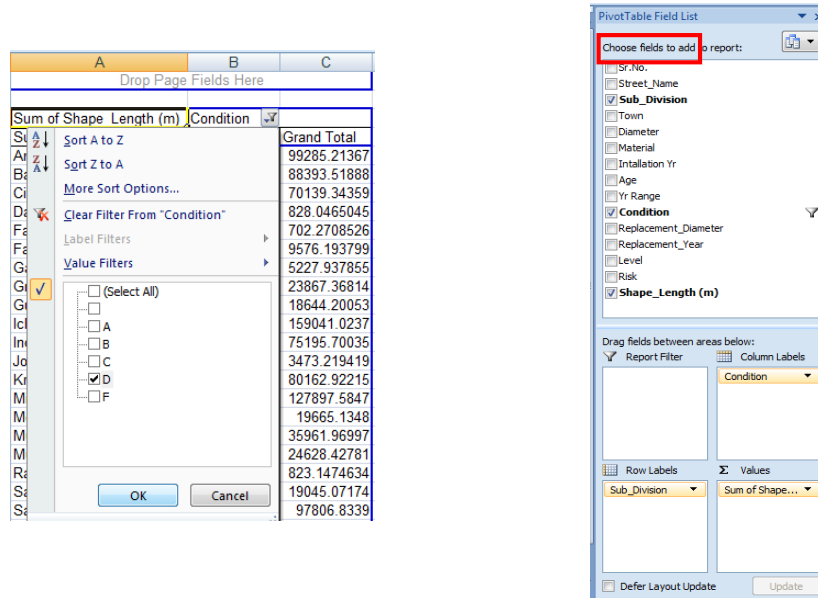 A B C
Drop Page Fields Here
Sum of Shape_Length (m) Condition
Grand Total
Sort A to Z
Sort Z to A
More Sort Options...
Clear Filter From "Condition"
Label Filters
Value Filters
(Select All)
A
B
C
D
F
OK Cancel
99285.21367
88393.51888
70139.34359
828.0465045
702.2708526
9576.193799
5227.937855
23867.36814
18644.20053
159041.0237
75195.70035
3473.219419
80162.92215
127897.5847
19665.1348
35961.96997
24628.42781
823.1474634
19045.07174
97806.8339
PivotTable Field List
Choose fields to add to report:
Sr.No.
Street_Name
Sub_Division
Town
Diameter
Material
Intallation Yr
Age
Yr Range
Condition
Replacement_Diameter
Replacement_Year
Level
Risk
Shape_Length (m)
Drag fields between areas below:
Report Filter Column Labels
Condition
Row Labels Σ Values
Sub_Division Sum of Shape...
Defer Layout Update Update